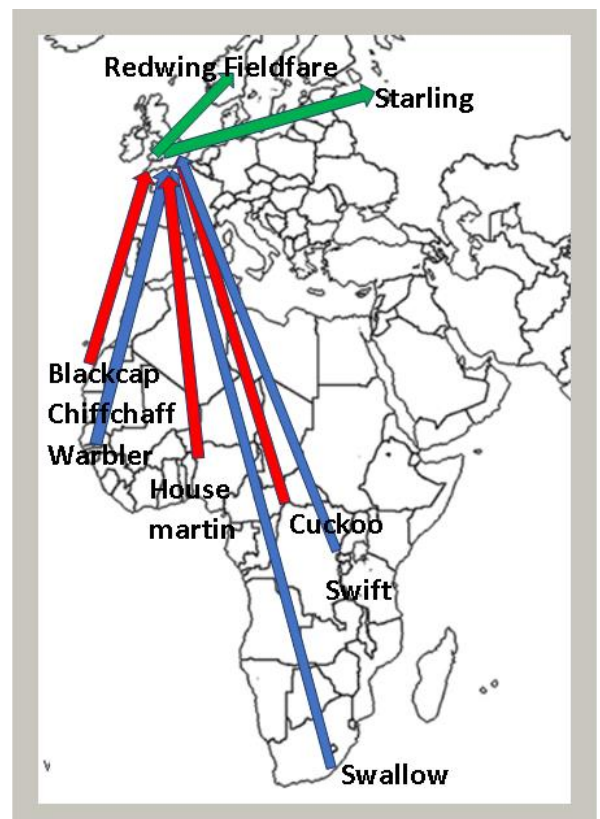 Redwing Fieldfare
Starling
Blackcap
Chiffchaff
Warbler
House
martin
Cuckoo
Swift
Swallow